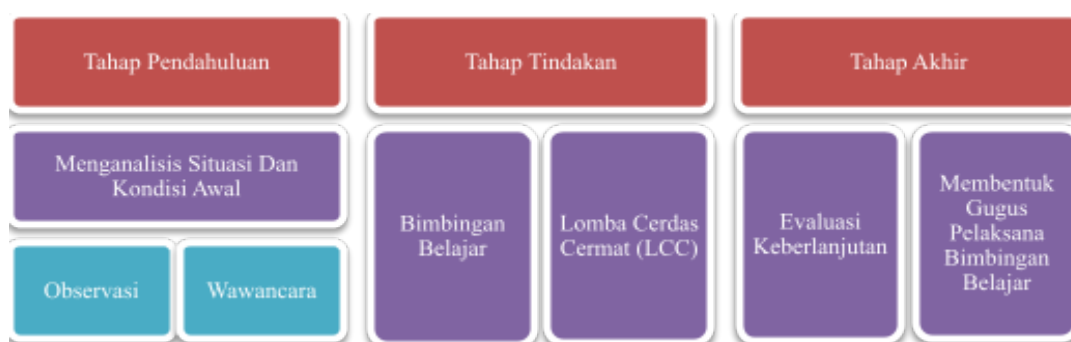 Tahap Pendahuluan
Tahap Tindakan
Tahap Akhir
Menganalisis Situasi Dan
Kondisi Awal
Observasi
Wawancara
Bimbingan
Belajar
Lomba Cerdas
Cermat (LCC)
Evaluasi
Keberlanjutan
Membentuk
Gugus
Pelaksana
Bimbingan
Belajar